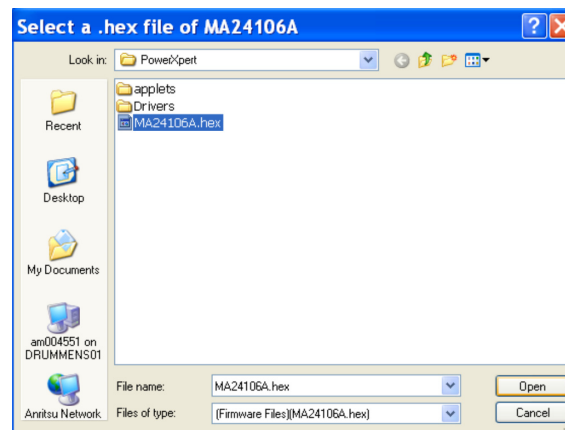 Select a .hex file of MA24106A
Look in:
PowerXpert
applets
Drivers
MA24106A.hex
Recent
Desktop
My Documents
am004551 on
DRUMMENS01
Anritsu Network
File name:
MA24106A.hex
Open
Files of type:
(Firmware Files)(MA24106A.hex)
Cancel